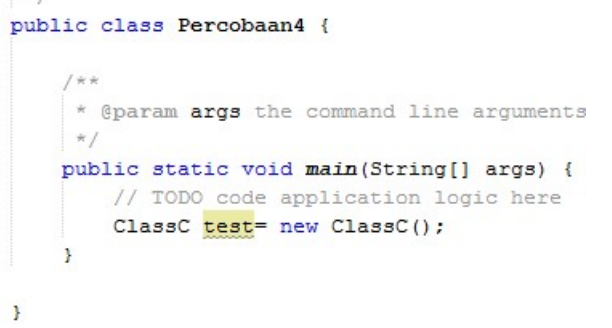 public class Percobaan4 {
/**
* @param args the command line arguments
*/
public static void main(String[] args) {
// TODO code application logic here
ClassC test= new ClassC();
}
}